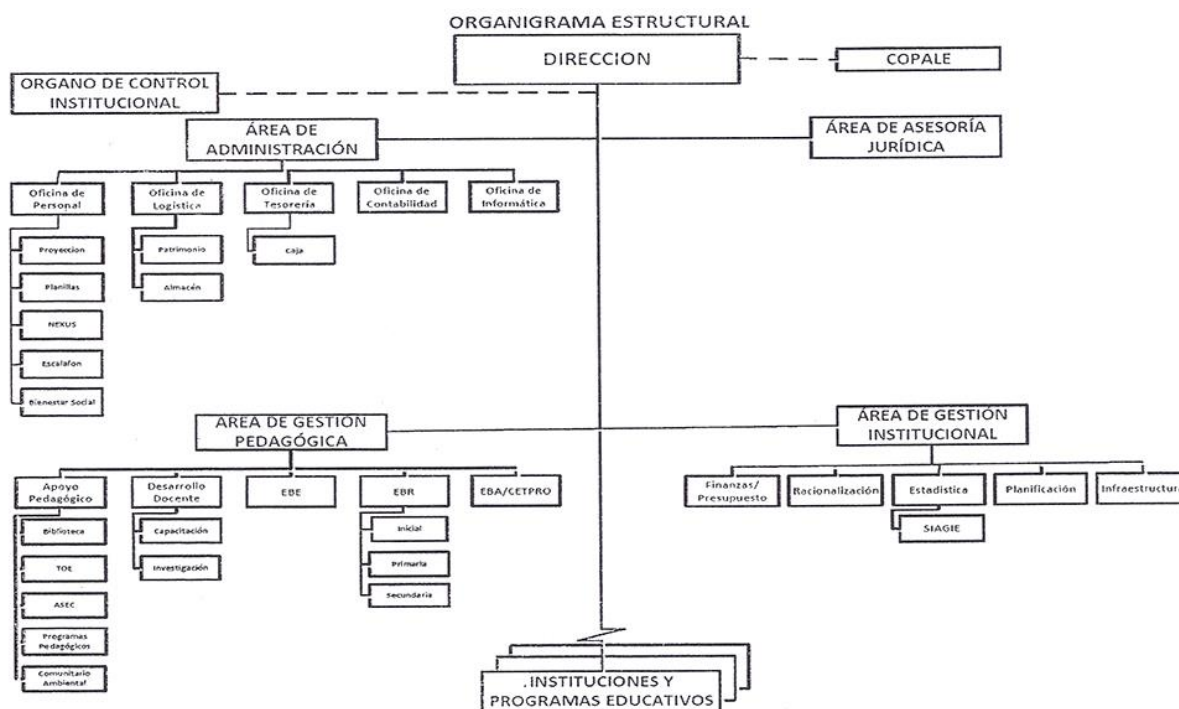 ORGANIGRAMA ESTRUCTURAL
DIRECCION
COPALE
ORGANO DE CONTROL
INSTITUCIONAL
ÁREA DE
ADMINISTRACIÓN
ÁREA DE ASESORÍA
JURÍDICA
Oficina de
Personal
Oficina de
Logística
Oficina de
Tesoreria
Oficina de
Contabilidad
Oficina de
Informática
Proyeccion
Planillas
NEXUS
Escalafon
Bienestar Social
Patrimonio
Almacén
Caja
AREA DE GESTION
PEDAGÓGICA
ÁREA DE GESTIÓN
INSTITUCIONAL
Apoyo
Pedagógico
Desarrollo
Docente
EBE
EBR
EBA/CETPRO
Biblioteca
TOE
ASEC
Programas
Pedagógicos
Comunitario
Ambiental
Capacitación
Investigación
Inicial
Primaria
Secundaria
Finanzas/
Presupuesto
Racionalización
Estadística
Planificación
Infraestructura
SIAGIE
.INSTITUCIONES Y
PROGRAMAS EDUCATIVOS